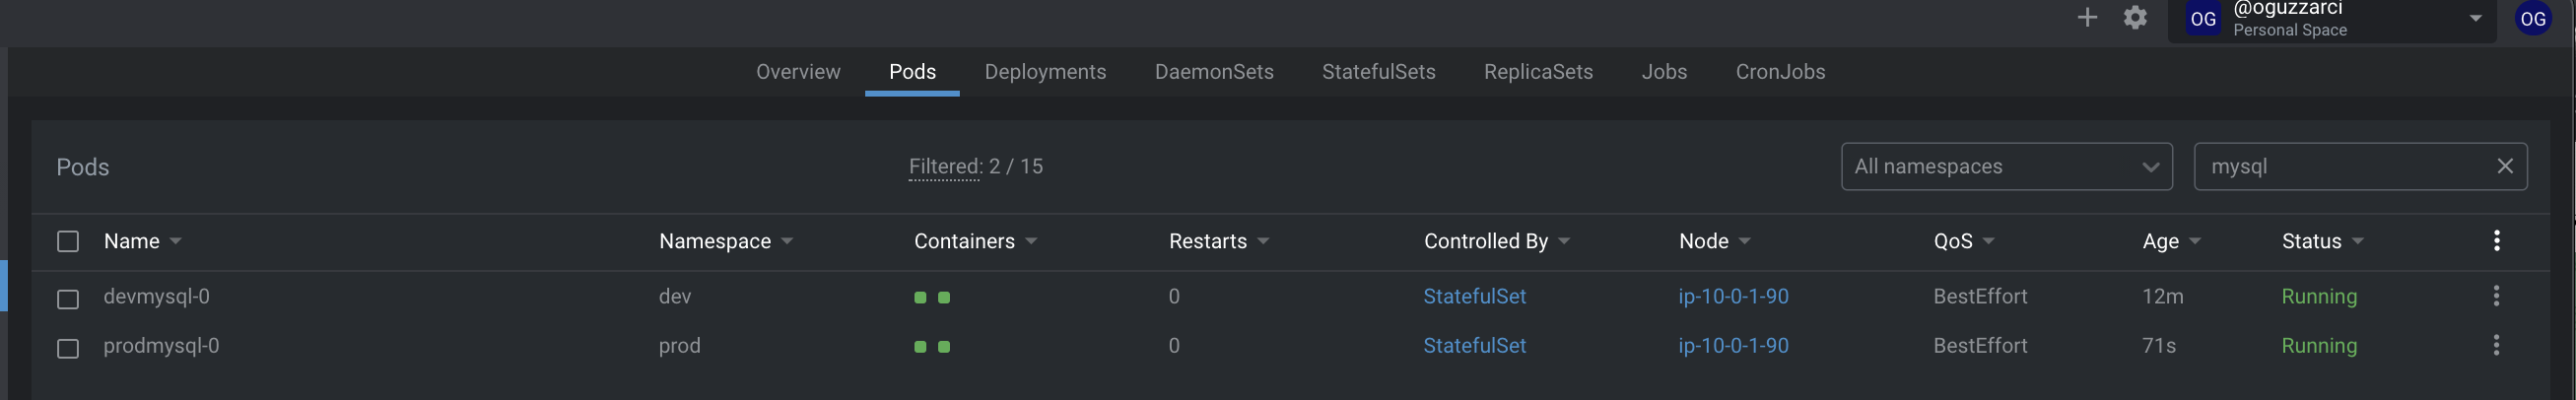 OG @oguzzarci OG
Personal Space
Overview Pods Deployments DaemonSets StatefulSets ReplicaSets Jobs CronJobs
Pods Filtered: 2 / 15 All namespaces mysql
Name Namespace Containers Restarts Controlled By Node QoS Age Status
devmysql-0 dev 0 StatefulSet ip-10-0-1-90 BestEffort 12m Running
prodmysql-0 prod 0 StatefulSet ip-10-0-1-90 BestEffort 71s Running